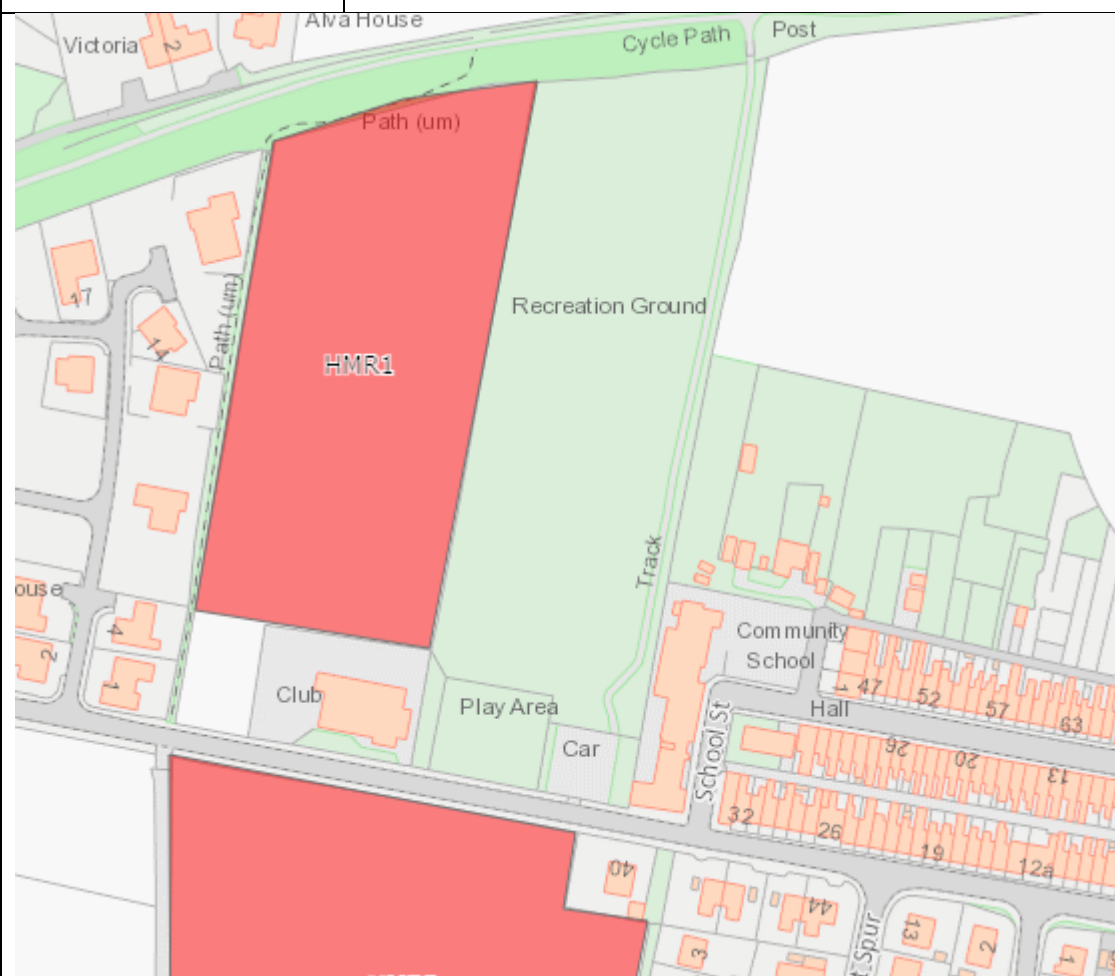 Alva House
Victoria
2
Cycle Path
Post
Path (um)
Recreation Ground
17
Path (um)
14
HMR1
Track
ouse
4
2
1
Community
School
Club
Play Area
Car
School St
1
47
52
57
63
Hall
26
20
13
32
26
19
12a
40
44
3
13
2
1
t Spur